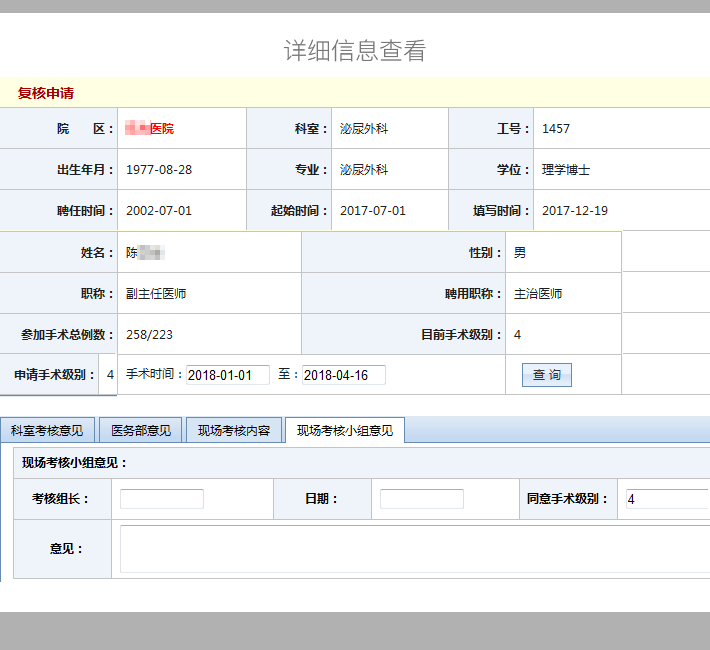 详细信息查看
复核申请
院 区： 医院 科室： 泌尿外科 工号： 1457
出生年月： 1977-08-28 专业： 泌尿外科 学位： 理学博士
聘任时间： 2002-07-01 起始时间： 2017-07-01 填写时间： 2017-12-19
姓名： 陈 性别： 男
职称： 副主任医师 聘用职称： 主治医师
参加手术总例数： 258/223 目前手术级别： 4
申请手术级别： 4 手术时间：2018-01-01 至：2018-04-16 查 询
科室考核意见 医务部意见 现场考核内容 现场考核小组意见
现场考核小组意见：
考核组长： 日期： 同意手术级别： 4
意见：